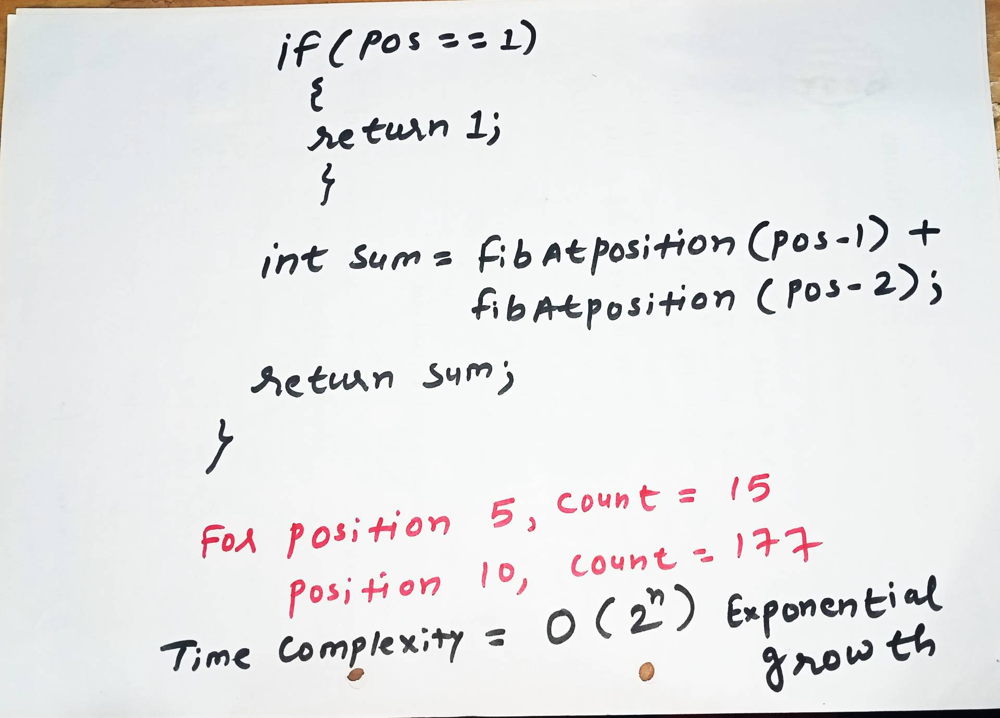 if (pos == 1)
{
return 1;
}
int sum = fibAtposition (pos-1) +
fibAtposition (pos-2);
return sum;
}
For position 5, count = 15
position 10, count = 177
Time complexity = O(2ⁿ) Exponential
growth